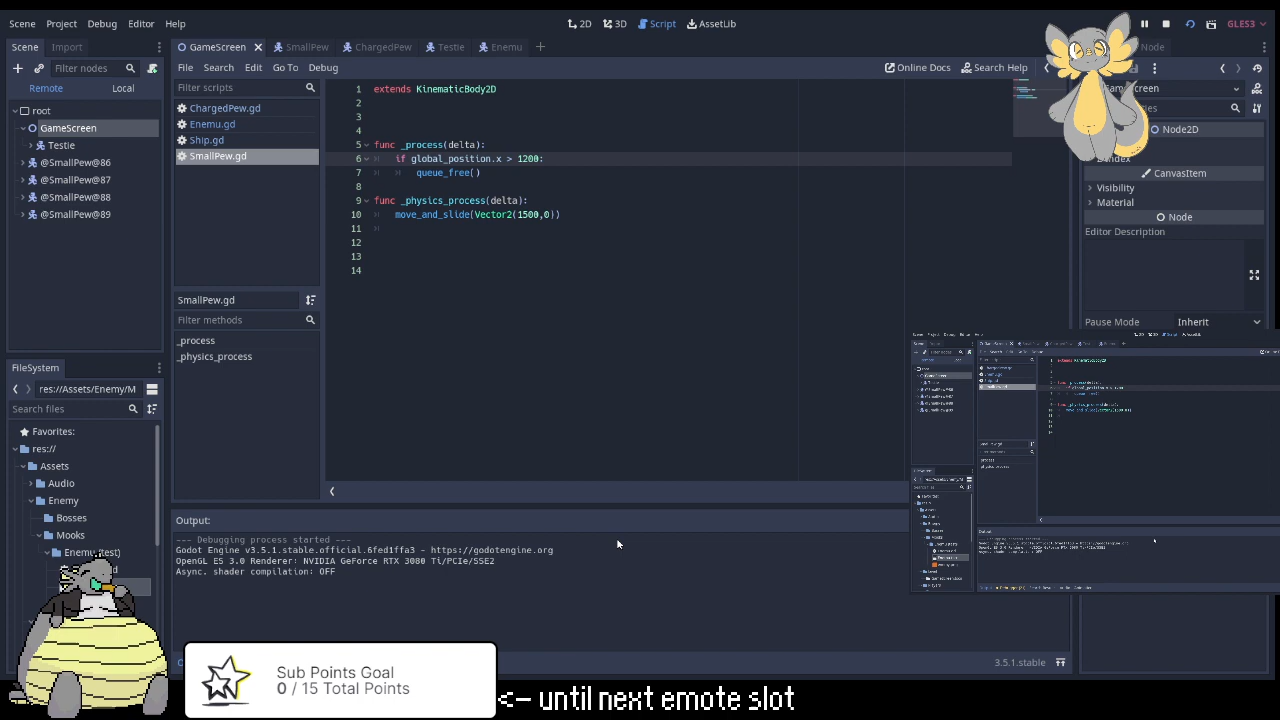 Scene Project Debug Editor Help
2D 3D Script AssetLib
GLES3
Scene Import
GameScreen SmallPew ChargedPew Testie Enemu
Node
Filter nodes
File Search Edit Go To Debug
Online Docs Search Help
Remote Local
Filter scripts
root
GameScreen
Testie
@SmallPew@86
@SmallPew@87
@SmallPew@88
@SmallPew@89
ChargedPew.gd
Enemu.gd
Ship.gd
SmallPew.gd
SmallPew.gd
Filter methods
_process
_physics_process
1 extends KinematicBody2D
2
3
4
5 func _process(delta):
6 if global_position.x > 1200:
7 queue_free()
8
9 func _physics_process(delta):
10 move_and_slide(Vector2(1500,0))
11
12
13
14
Node2D
CanvasItem
Visibility
Material
Node
Editor Description
Pause Mode Inherit
FileSystem
res://Assets/Enemy/M
Search files
Favorites:
res://
Assets
Audio
Enemy
Bosses
Mooks
Output:
--- Debugging process started ---
Godot Engine v3.5.1.stable.official.6fed1ffa3 - https://godotengine.org
OpenGL ES 3.0 Renderer: NVIDIA GeForce RTX 3080 Ti/PCIe/SSE2
Async. shader compilation: OFF
3.5.1.stable
Sub Points Goal
0 / 15 Total Points
<- until next emote slot